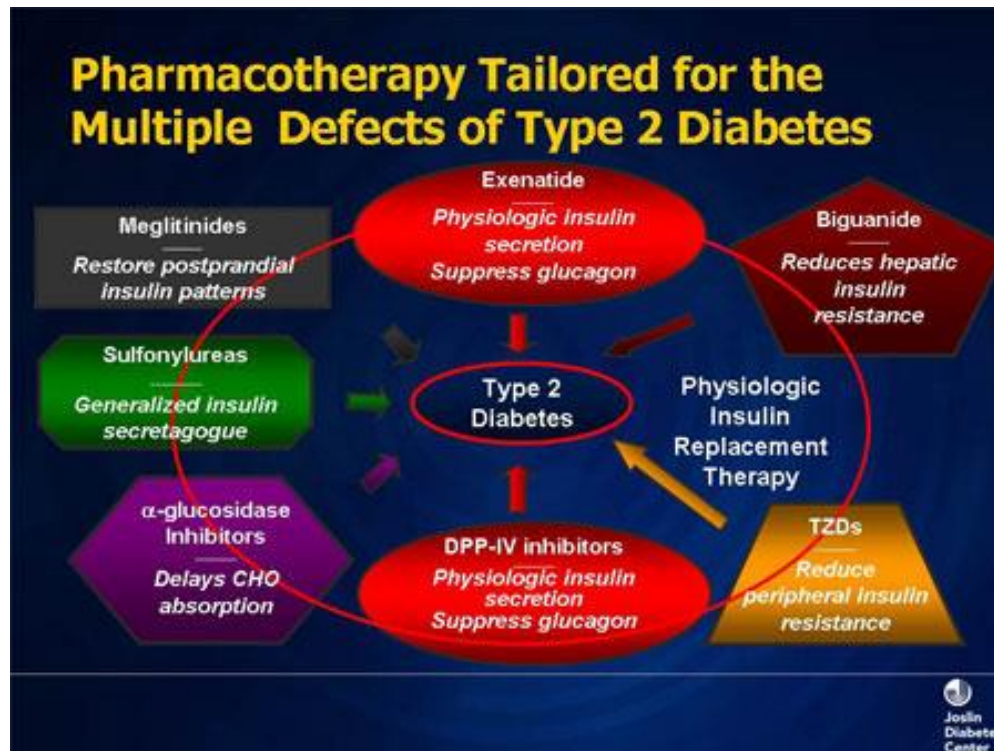 Pharmacotherapy Tailored for the
Multiple Defects of Type 2 Diabetes
Exenatide
Physiologic insulin
secretion
Suppress glucagon
Meglitinides
Restore postprandial
insulin patterns
Biguanide
Reduces hepatic
insulin
resistance
Sulfonylureas
Generalized insulin
secretagogue
Type 2
Diabetes
Physiologic
Insulin
Replacement
Therapy
α-glucosidase
Inhibitors
Delays CHO
absorption
DPP-IV inhibitors
Physiologic insulin
secretion
Suppress glucagon
TZDs
Reduce
peripheral insulin
resistance
Joslin
Diabete
Center